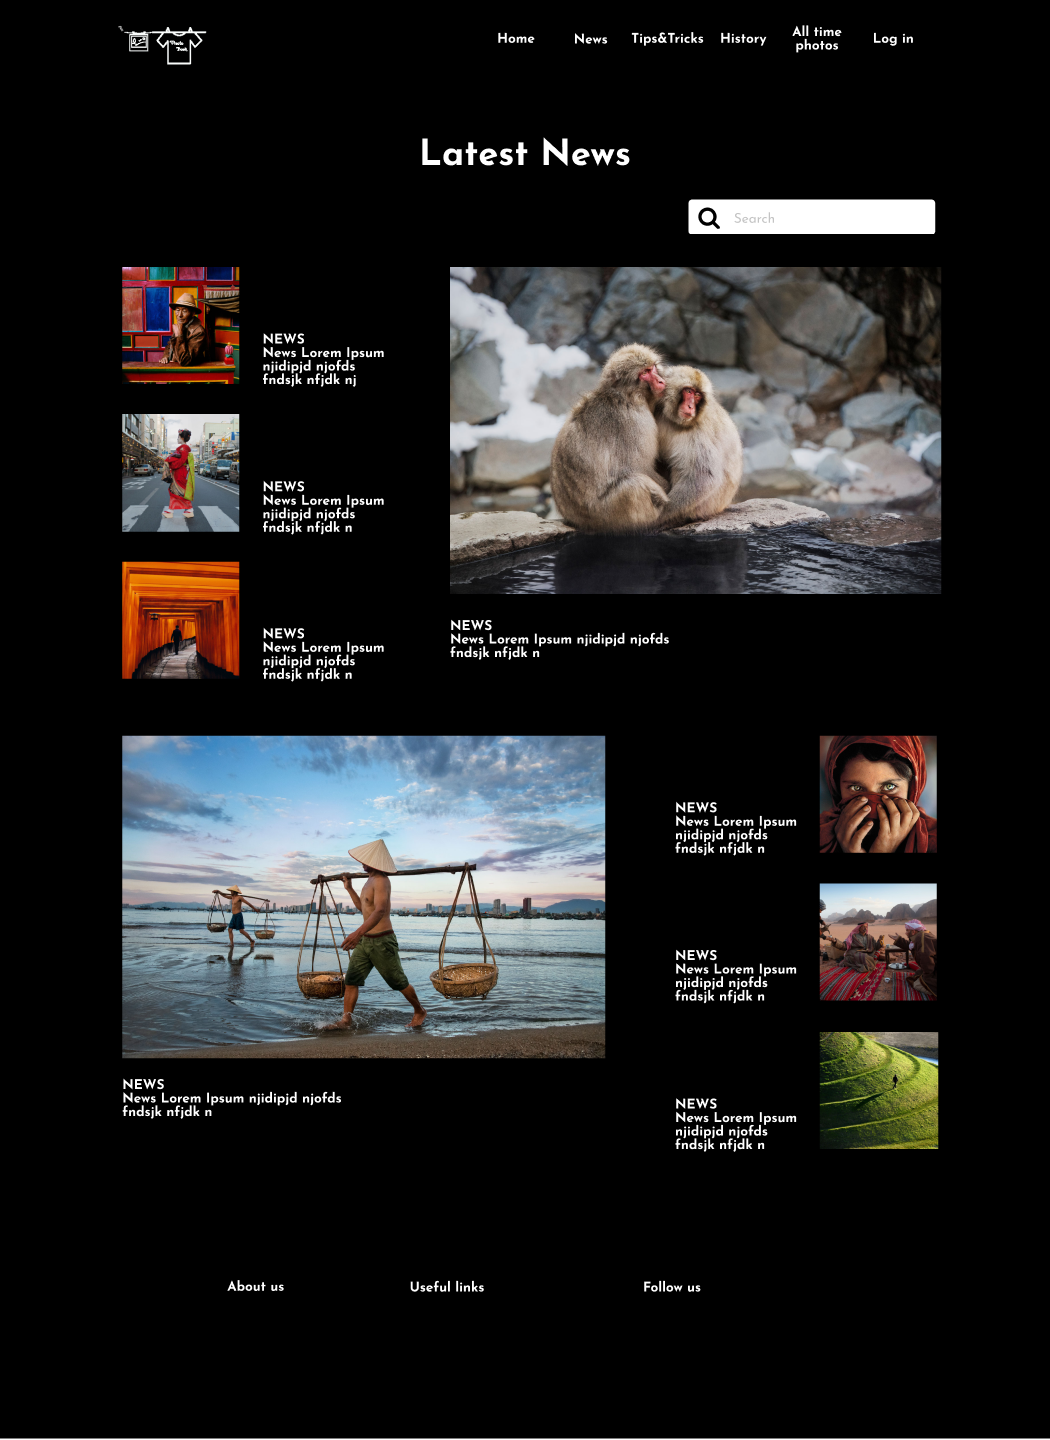 Photo
Trick
Home
News
Tips&Tricks
History
All time
photos
Log in
Latest News
Search
NEWS
News Lorem Ipsum
njidipjd njofds
fndsjk nfjdk nj
NEWS
News Lorem Ipsum
njidipjd njofds
fndsjk nfjdk n
NEWS
News Lorem Ipsum
njidipjd njofds
fndsjk nfjdk n
NEWS
News Lorem Ipsum njidipjd njofds
fndsjk nfjdk n
NEWS
News Lorem Ipsum njidipjd njofds
fndsjk nfjdk n
NEWS
News Lorem Ipsum
njidipjd njofds
fndsjk nfjdk n
NEWS
News Lorem Ipsum
njidipjd njofds
fndsjk nfjdk n
NEWS
News Lorem Ipsum
njidipjd njofds
fndsjk nfjdk n
About us
Useful links
Follow us